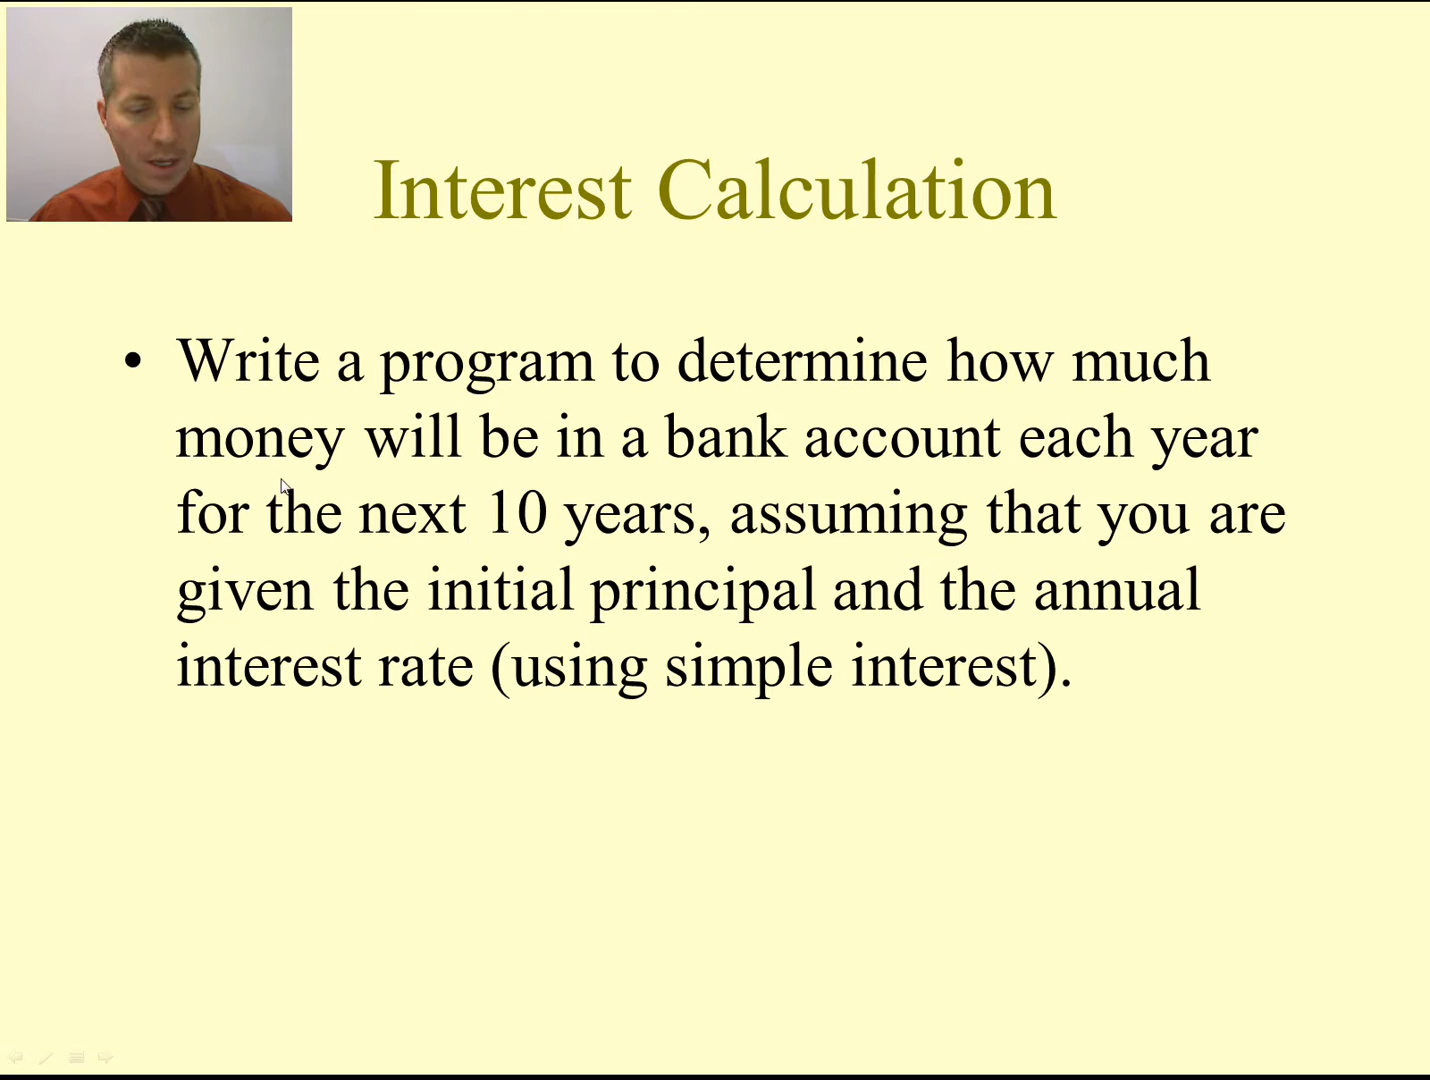 Interest Calculation
• Write a program to determine how much
money will be in a bank account each year
for the next 10 years, assuming that you are
given the initial principal and the annual
interest rate (using simple interest).